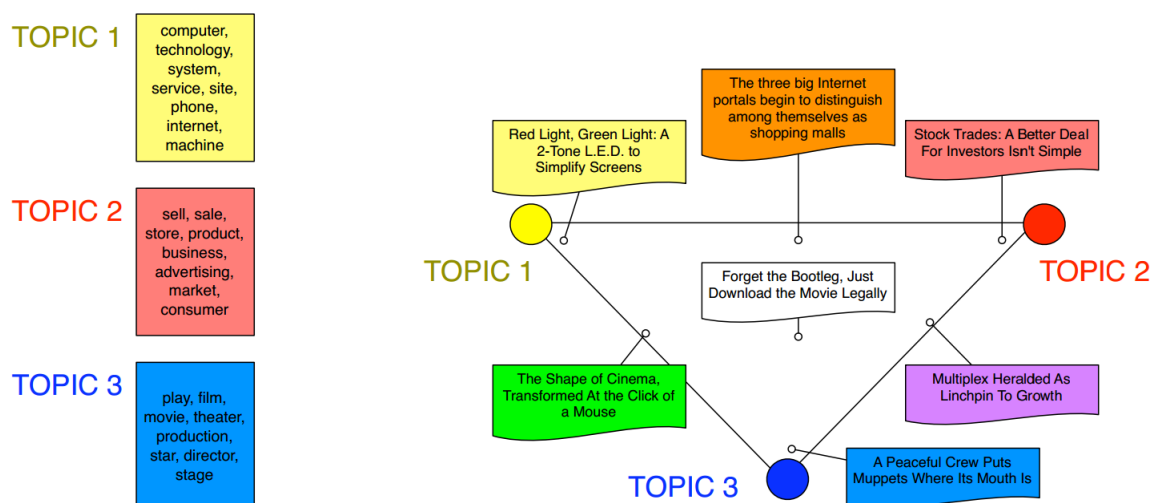 TOPIC 1
computer,
technology,
system,
service, site,
phone,
internet,
machine
TOPIC 2
sell, sale,
store, product,
business,
advertising,
market,
consumer
TOPIC 3
play, film,
movie, theater,
production,
star, director,
stage
The three big Internet
portals begin to distinguish
among themselves as
shopping malls
Red Light, Green Light: A
2-Tone L.E.D. to
Simplify Screens
Stock Trades: A Better Deal
For Investors Isn't Simple
TOPIC 1
TOPIC 2
Forget the Bootleg, Just
Download the Movie Legally
The Shape of Cinema,
Transformed At the Click of
a Mouse
Multiplex Heralded As
Linchpin To Growth
TOPIC 3
A Peaceful Crew Puts
Muppets Where Its Mouth Is